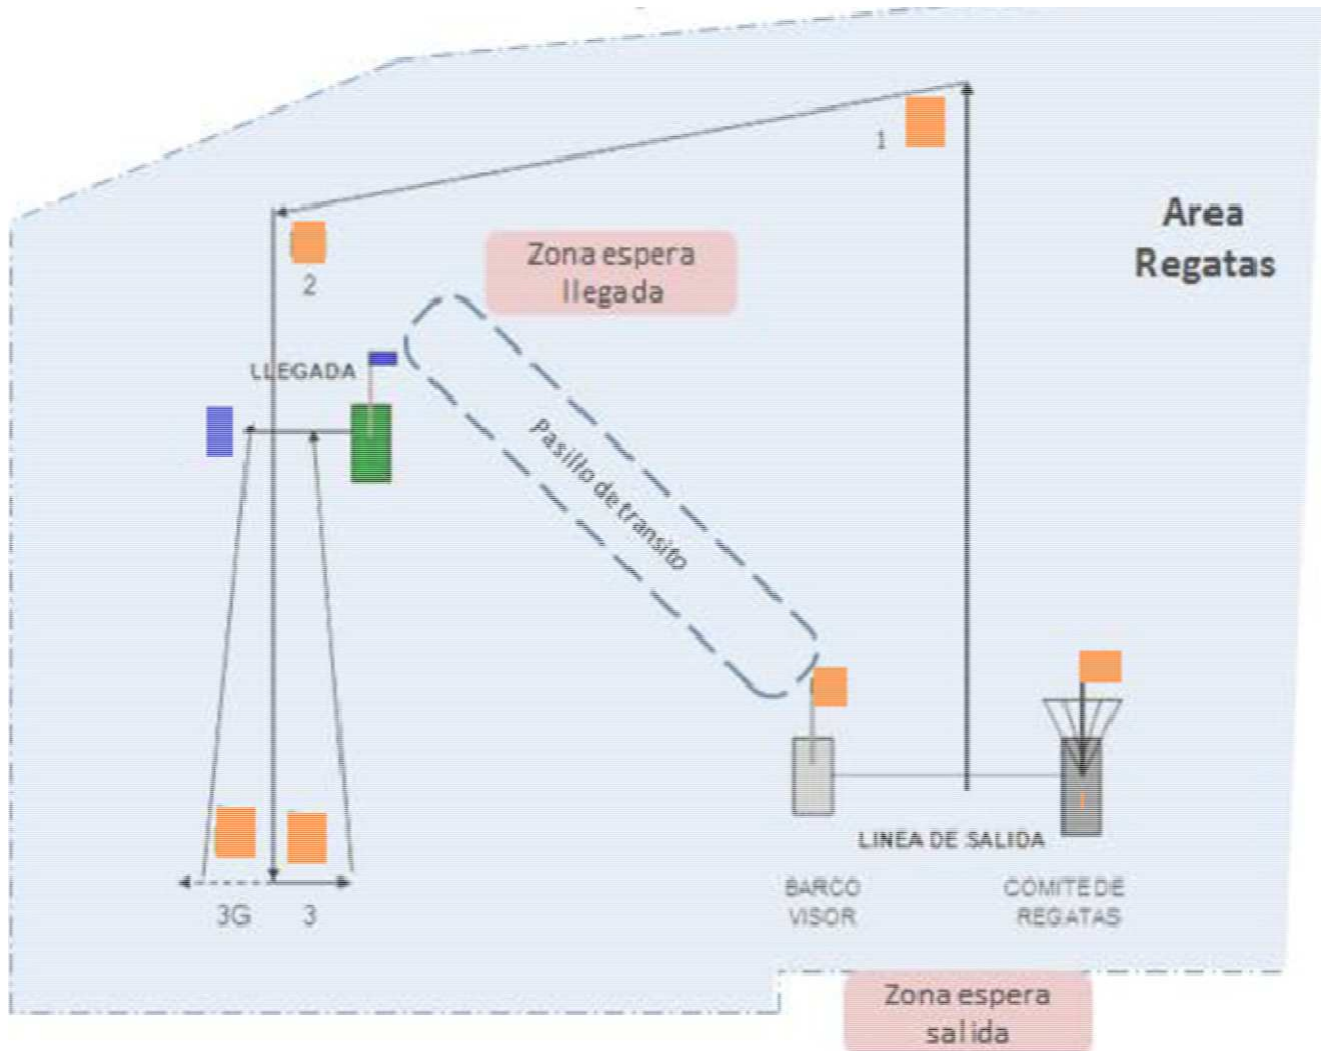 1
Area
Regatas
Zona espera
llegada
2
LLEGADA
Pasillo de transito
LINEA DE SALIDA
BARCO
VISOR
COMITE DE
REGATAS
3G
3
Zona espera
salida